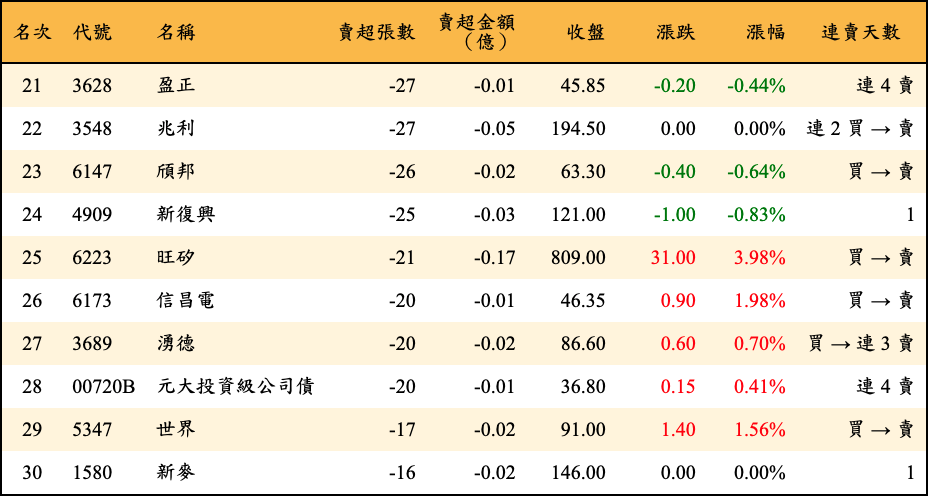 名次 代號 名稱 賣超張數 賣超金額（億） 收盤 漲跌 漲幅 連賣天數
21 3628 盈正 -27 -0.01 45.85 -0.20 -0.44% 連 4 賣
22 3548 兆利 -27 -0.05 194.50 0.00 0.00% 連 2 買 → 賣
23 6147 頎邦 -26 -0.02 63.30 -0.40 -0.64% 買 → 賣
24 4909 新復興 -25 -0.03 121.00 -1.00 -0.83% 1
25 6223 旺矽 -21 -0.17 809.00 31.00 3.98% 買 → 賣
26 6173 信昌電 -20 -0.01 46.35 0.90 1.98% 買 → 賣
27 3689 湧德 -20 -0.02 86.60 0.60 0.70% 買 → 連 3 賣
28 00720B 元大投資級公司債 -20 -0.01 36.80 0.15 0.41% 連 4 賣
29 5347 世界 -17 -0.02 91.00 1.40 1.56% 買 → 賣
30 1580 新麥 -16 -0.02 146.00 0.00 0.00% 1